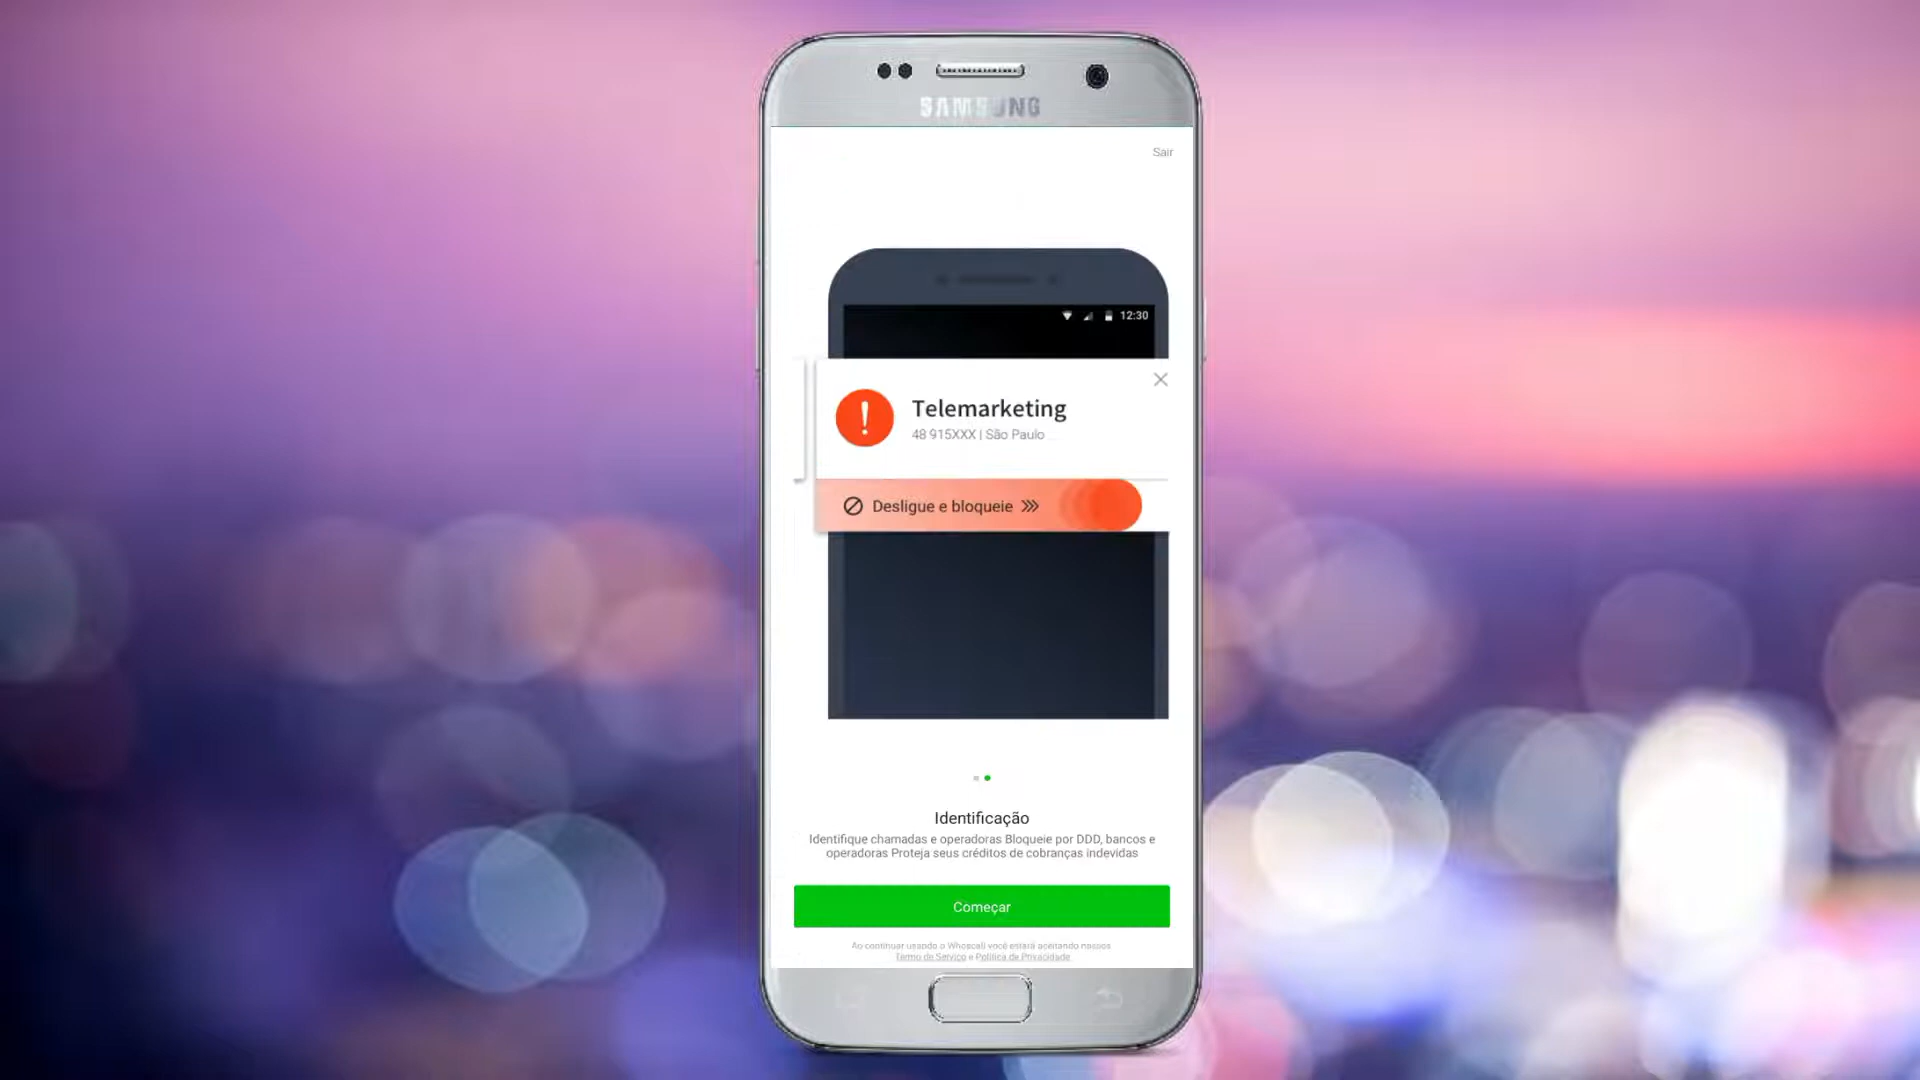 SAMSUNG
Sair
12:30
Telemarketing
48 915XXX | São Paulo
Desligue e bloqueie
Identificação
Identifique chamadas e operadoras Bloqueie por DDD, bancos e
operadoras Proteja seus créditos de cobranças indevidas
Começar
Ao continuar usando o Whoscall você estará aceitando nossos
Termo de Serviço e Política de Privacidade